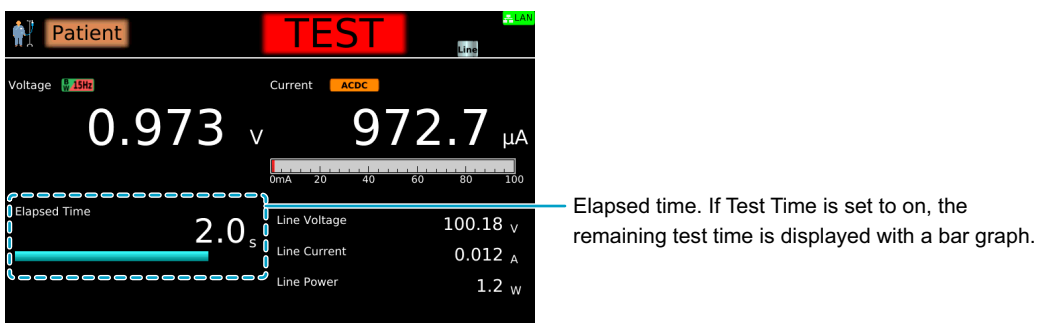 Patient
TEST
LAN
Line
Voltage 15Hz
Current ACDC
0.973 V
972.7 µA
0mA 20 40 60 80 100
Elapsed Time
2.0 s
Line Voltage 100.18 V
Line Current 0.012 A
Line Power 1.2 W
Elapsed time. If Test Time is set to on, the
remaining test time is displayed with a bar graph.